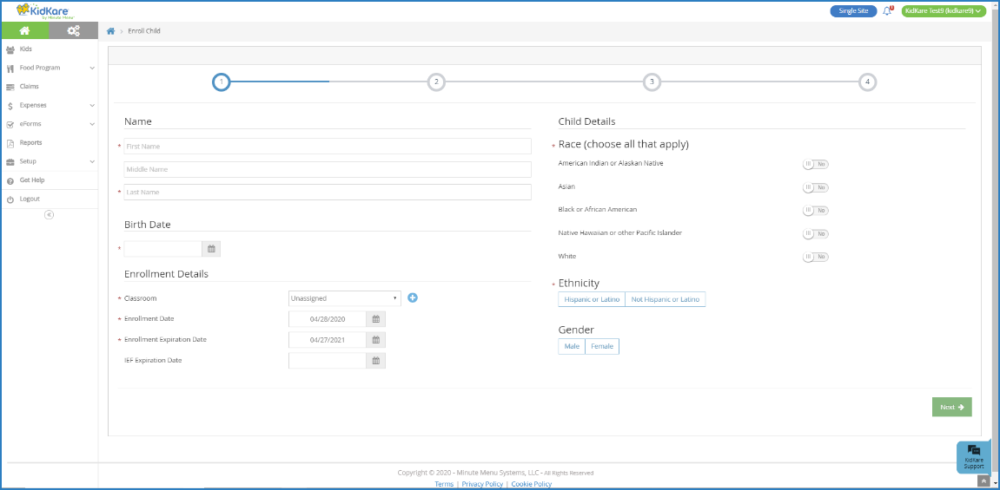 KidKare
by Minute Menu
Single Site
1
KidKare Test9 (kidkare9)
Enroll Child
Kids
Food Program
Claims
Expenses
eForms
Reports
Setup
Get Help
Logout
1
2
3
4
Name
* First Name
Middle Name
* Last Name
Birth Date
*
Enrollment Details
* Classroom
Unassigned
* Enrollment Date
04/28/2020
* Enrollment Expiration Date
04/27/2021
IEF Expiration Date
Child Details
* Race (choose all that apply)
American Indian or Alaskan Native
No
Asian
No
Black or African American
No
Native Hawaiian or other Pacific Islander
No
White
No
* Ethnicity
Hispanic or Latino
Not Hispanic or Latino
Gender
Male
Female
Next
KidKare
Support
Copyright © 2020 - Minute Menu Systems, LLC - All Rights Reserved
Terms | Privacy Policy | Cookie Policy